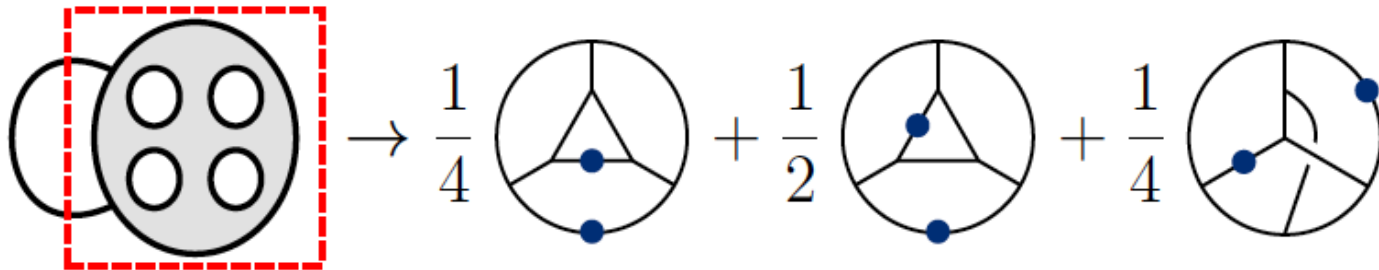 → 1/4 + 1/2 + 1/4